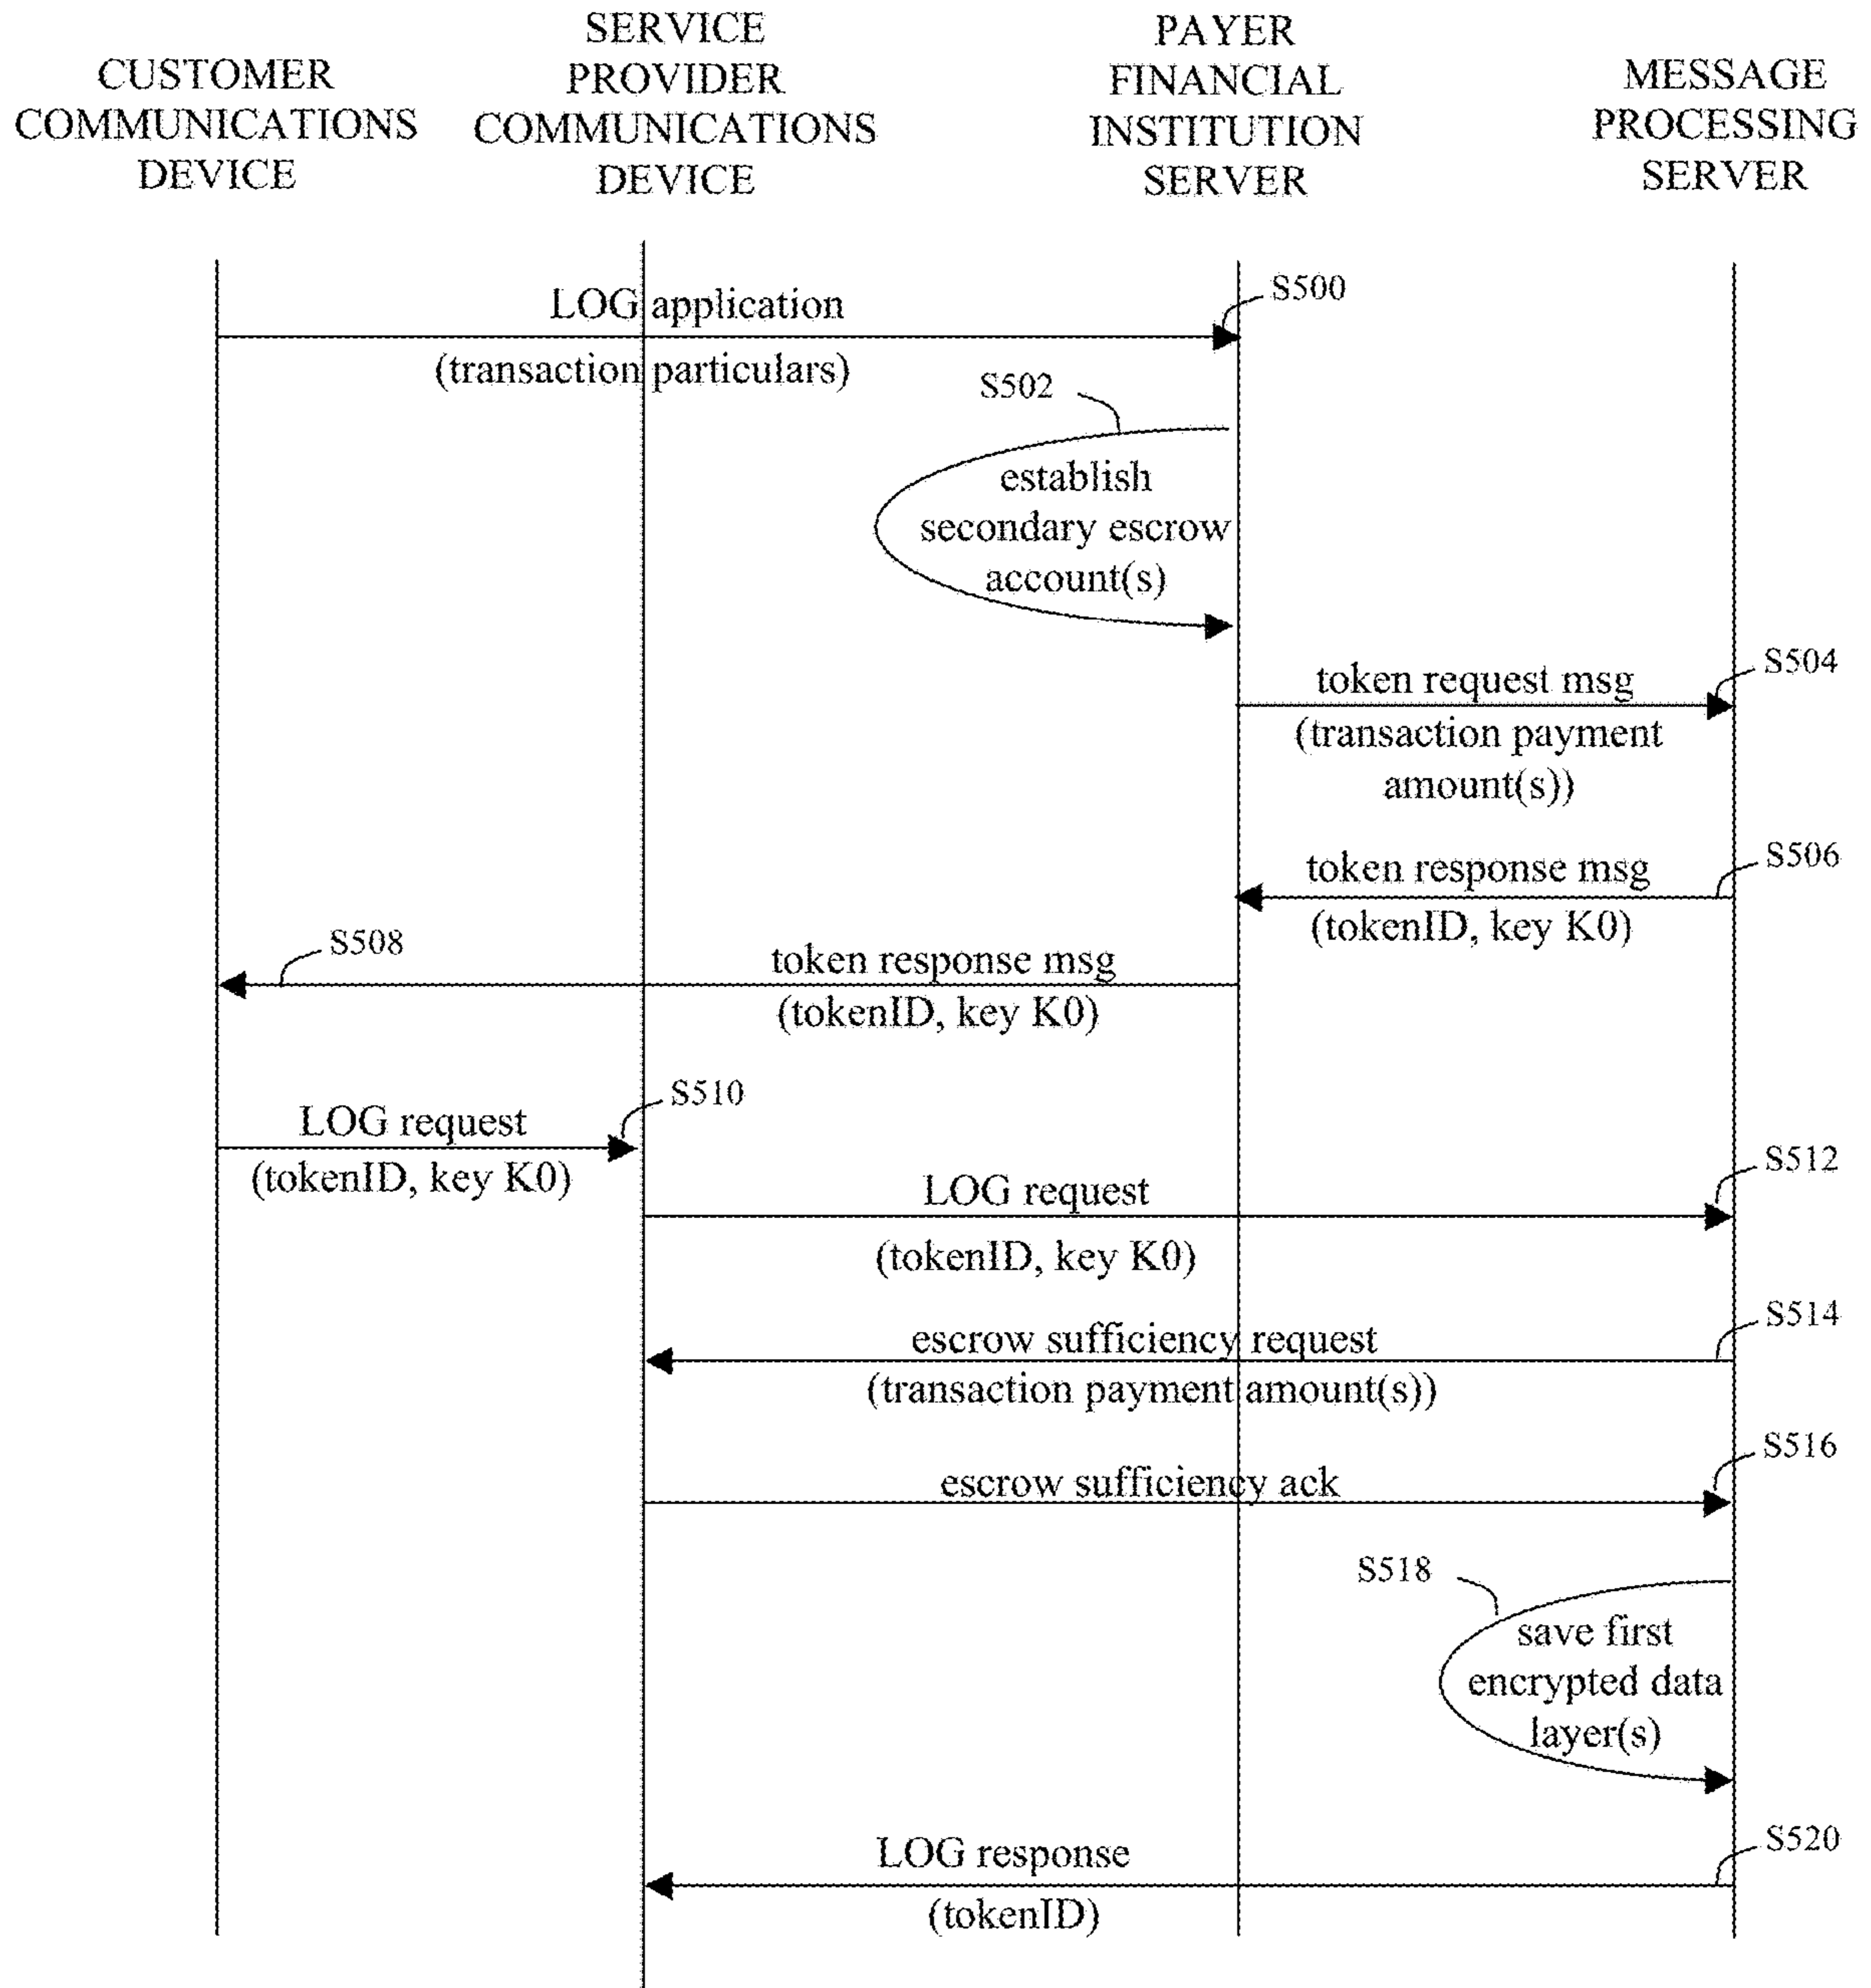 CUSTOMER
COMMUNICATIONS
DEVICE
SERVICE
PROVIDER
COMMUNICATIONS
DEVICE
PAYER
FINANCIAL
INSTITUTION
SERVER
MESSAGE
PROCESSING
SERVER
S500
LOG application
(transaction particulars)
S502
establish
secondary escrow
account(s)
S504
token request msg
(transaction payment
amount(s))
S506
token response msg
(tokenID, key K0)
S508
token response msg
(tokenID, key K0)
S510
LOG request
(tokenID, key K0)
S512
LOG request
(tokenID, key K0)
S514
escrow sufficiency request
(transaction payment amount(s))
S516
escrow sufficiency ack
S518
save first
encrypted data
layer(s)
S520
LOG response
(tokenID)